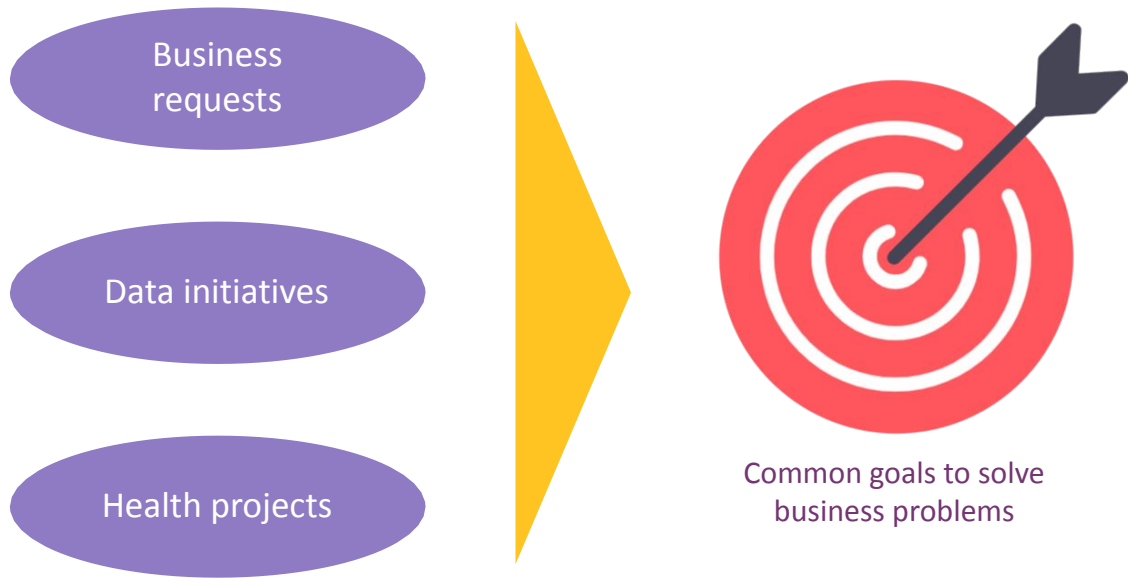 Business
requests
Data initiatives
Health projects
Common goals to solve
business problems